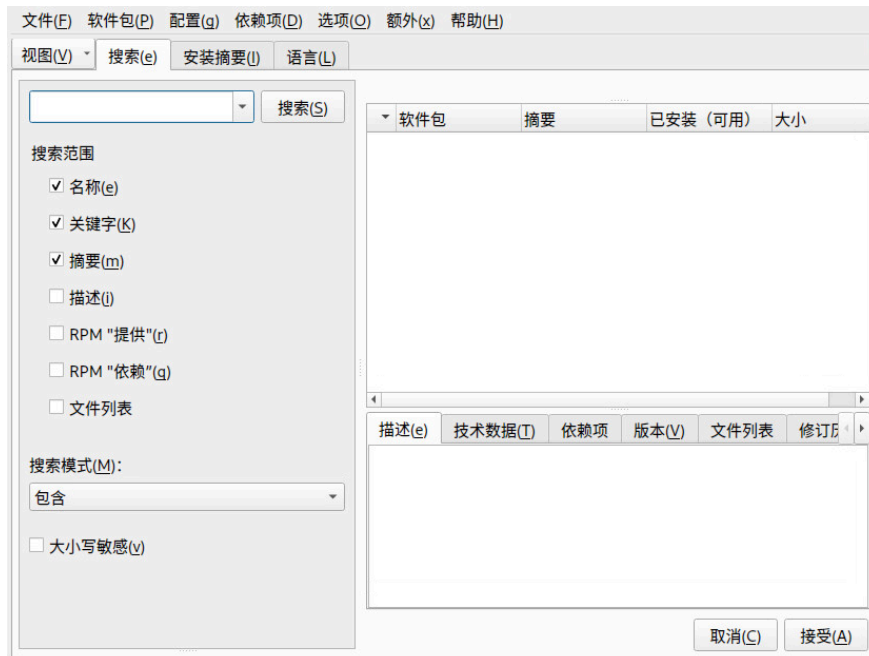 文件(F) 软件包(P) 配置(g) 依赖项(D) 选项(O) 额外(x) 帮助(H)
视图(V) 搜索(e) 安装摘要(I) 语言(L)
搜索(S)
搜索范围
名称(e)
关键字(K)
摘要(m)
描述(i)
RPM "提供"(r)
RPM "依赖"(q)
文件列表
搜索模式(M):
包含
大小写敏感(v)
软件包 摘要 已安装（可用） 大小
描述(e) 技术数据(T) 依赖项 版本(V) 文件列表 修订
取消(C) 接受(A)